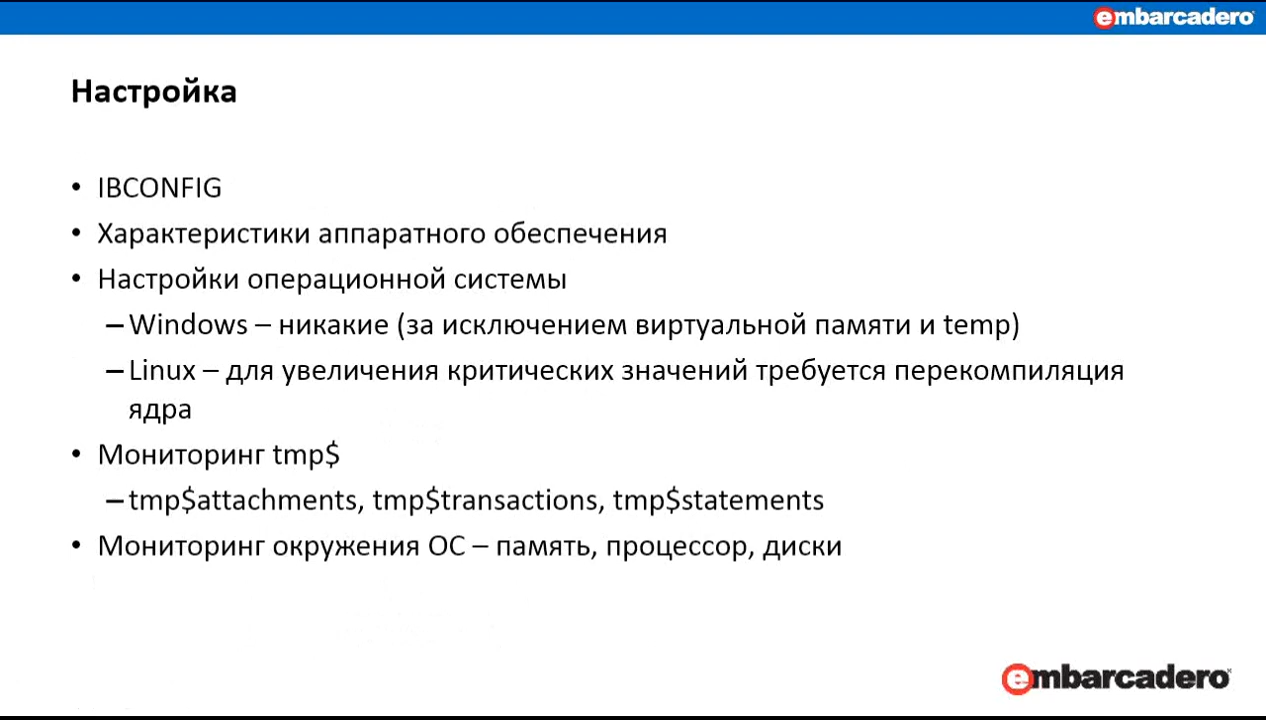 embarcadero
Настройка
• IBCONFIG
• Характеристики аппаратного обеспечения
• Настройки операционной системы
– Windows – никакие (за исключением виртуальной памяти и temp)
– Linux – для увеличения критических значений требуется перекомпиляция
ядра
• Мониторинг tmp$
– tmp$attachments, tmp$transactions, tmp$statements
• Мониторинг окружения ОС – память, процессор, диски
embarcadero